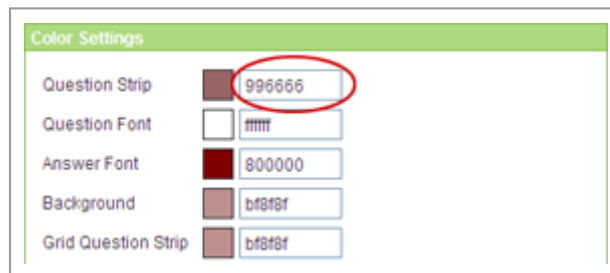 Color Settings
Question Strip 996666
Question Font ffffff
Answer Font 800000
Background bf8f8f
Grid Question Strip bf8f8f